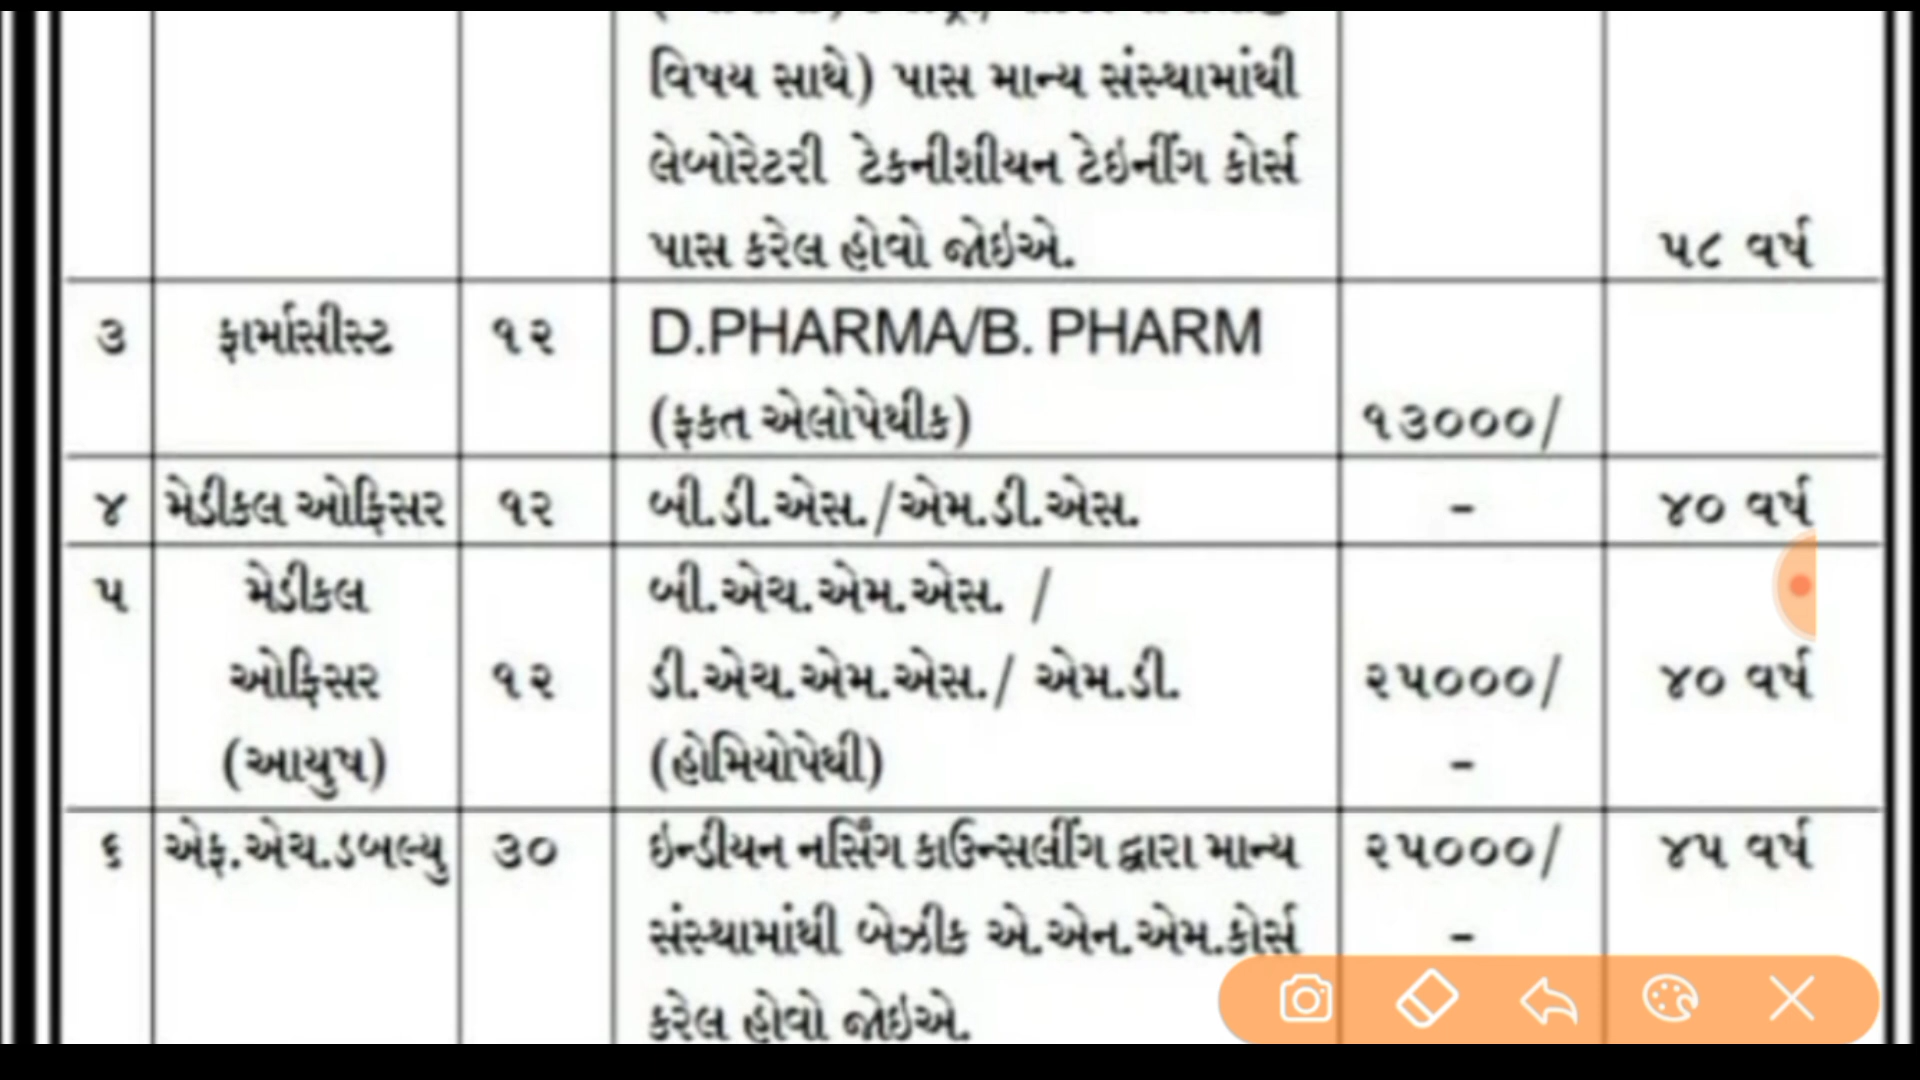 વિષય સાથે) પાસ માન્ય સંસ્થામાંથી
લેબોરેટરી ટેકનીશીયન ટેઇનીંગ કોર્સ
પાસ કરેલ હોવો જોઇએ. ૫૮ વર્ષ
૩ ફાર્માસીસ્ટ ૧૨ D.PHARMA/B. PHARM
(ફકત એલોપેથીક) ૧૩૦૦૦/
૪ મેડીકલ ઓફિસર ૧૨ બી.ડી.એસ./એમ.ડી.એસ. – ૪૦ વર્ષ
૫ મેડીકલ બી.એચ.એમ.એસ. /
ઓફિસર ૧૨ ડી.એચ.એમ.એસ./ એમ.ડી. ૨૫૦૦૦/ ૪૦ વર્ષ
(આયુષ) (હોમિયોપેથી) –
૬ એફ.એચ.ડબલ્યુ ૩૦ ઇન્ડીયન નર્સિંગ કાઉન્સલીંગ દ્વારા માન્ય ૨૫૦૦૦/ ૪૫ વર્ષ
સંસ્થામાંથી બેઝીક એ.એન.એમ.કોર્સ –
કરેલ હોવો જોઇએ.